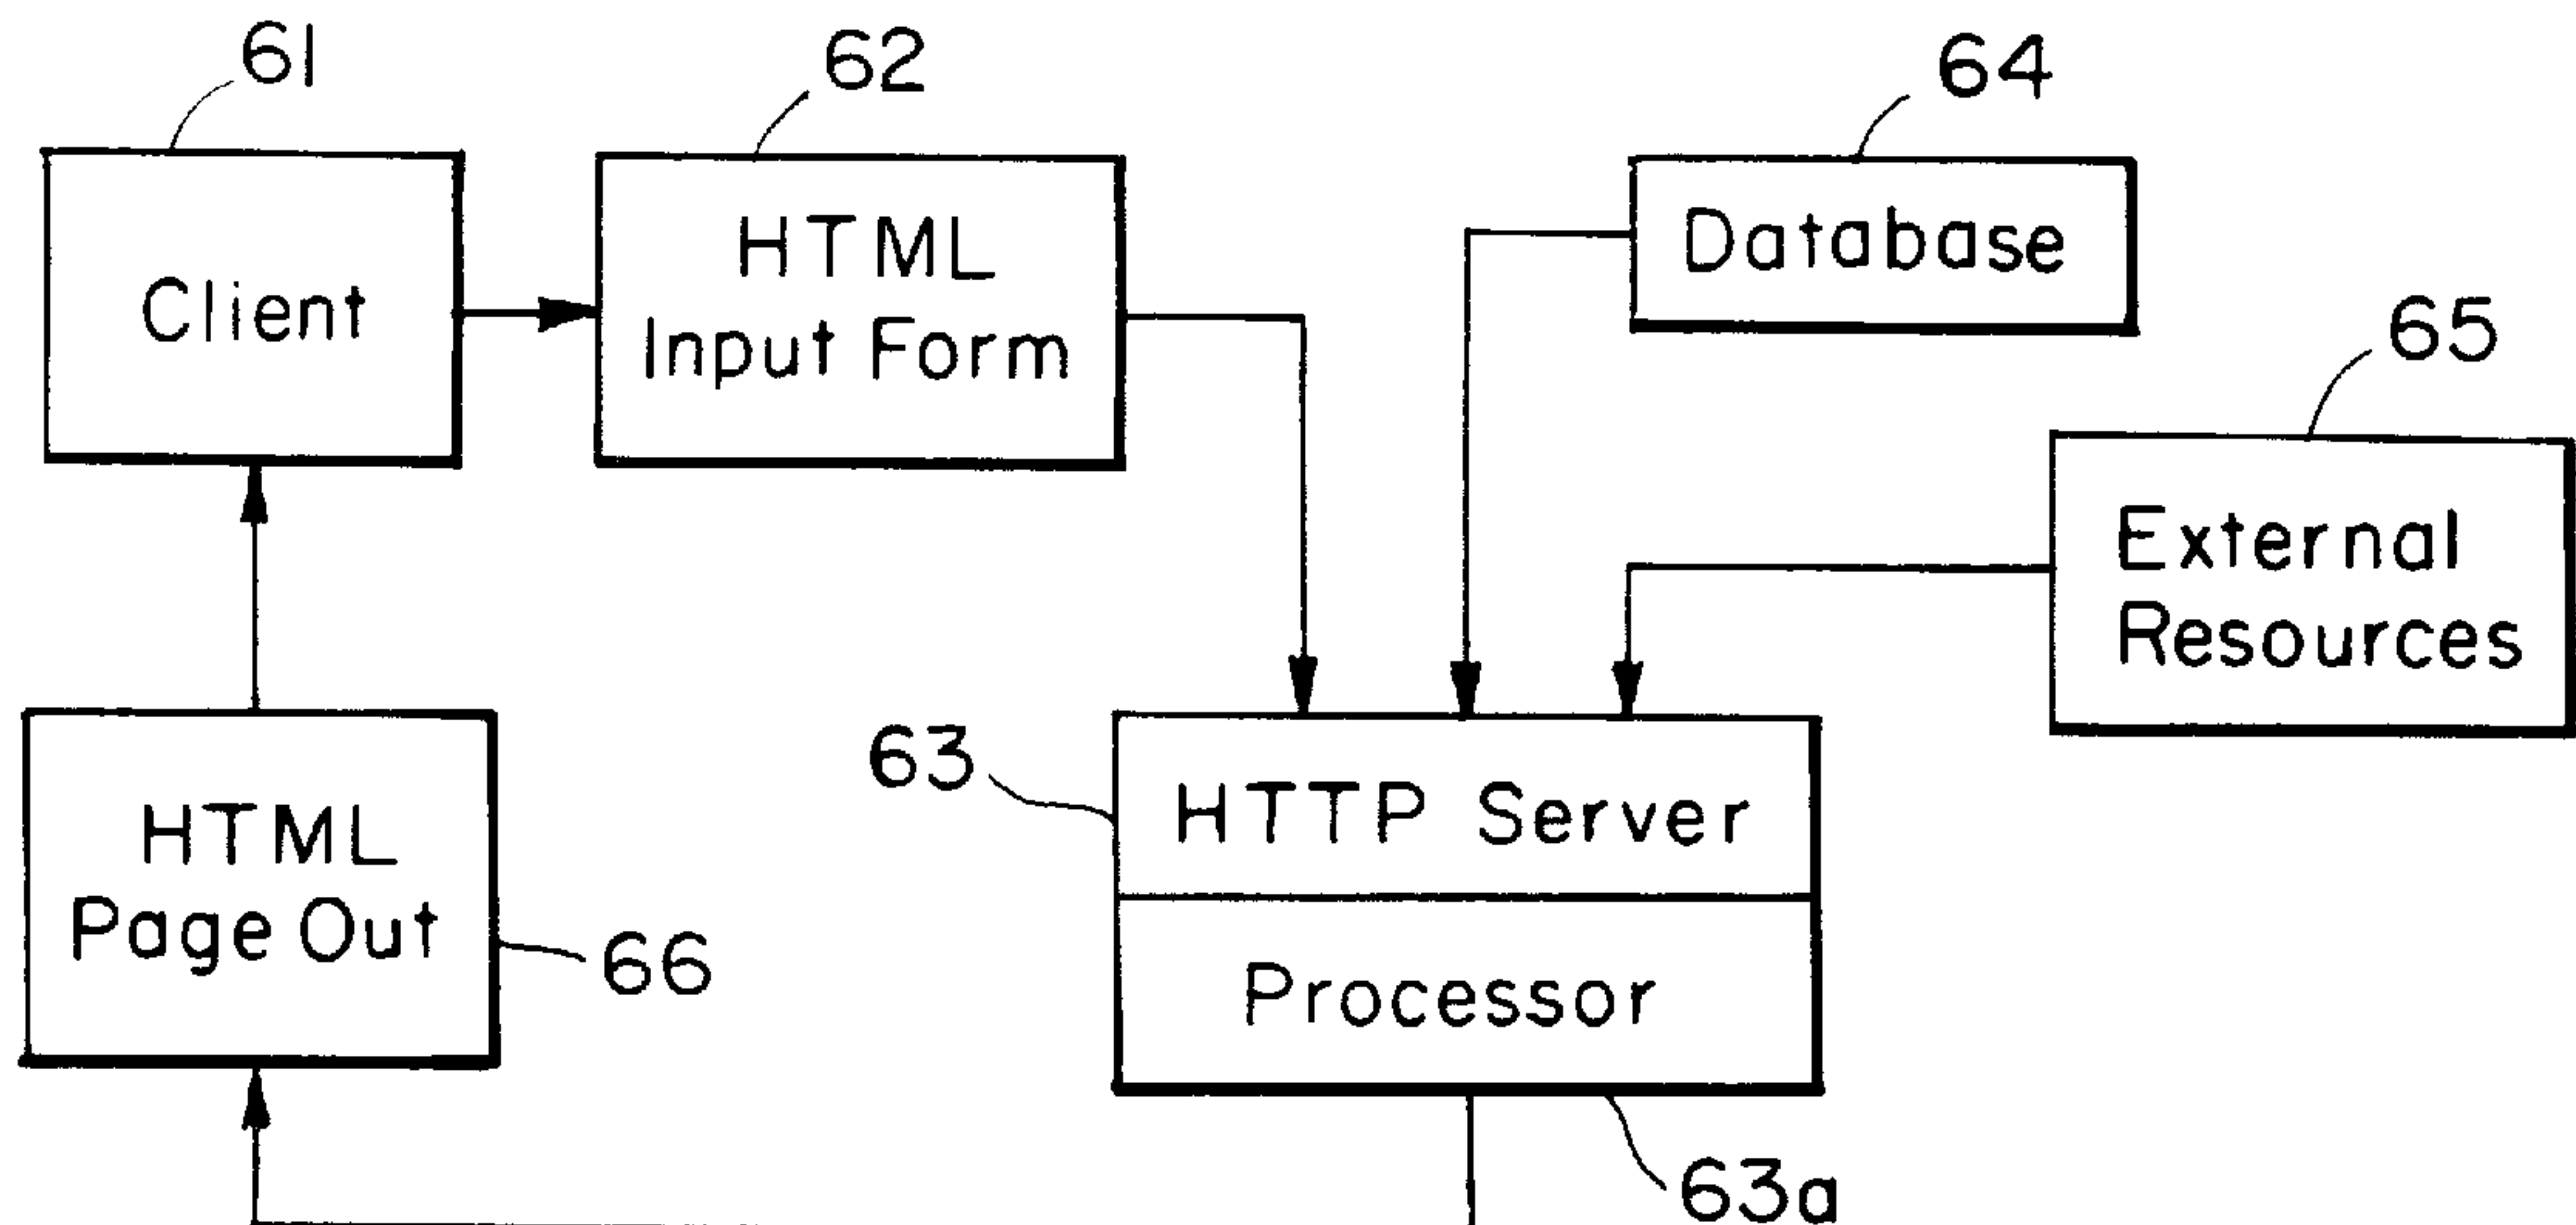 61
62
64
Client
HTML
Input Form
Database
65
External
Resources
63
HTTP Server
HTML
Page Out
66
Processor
63a